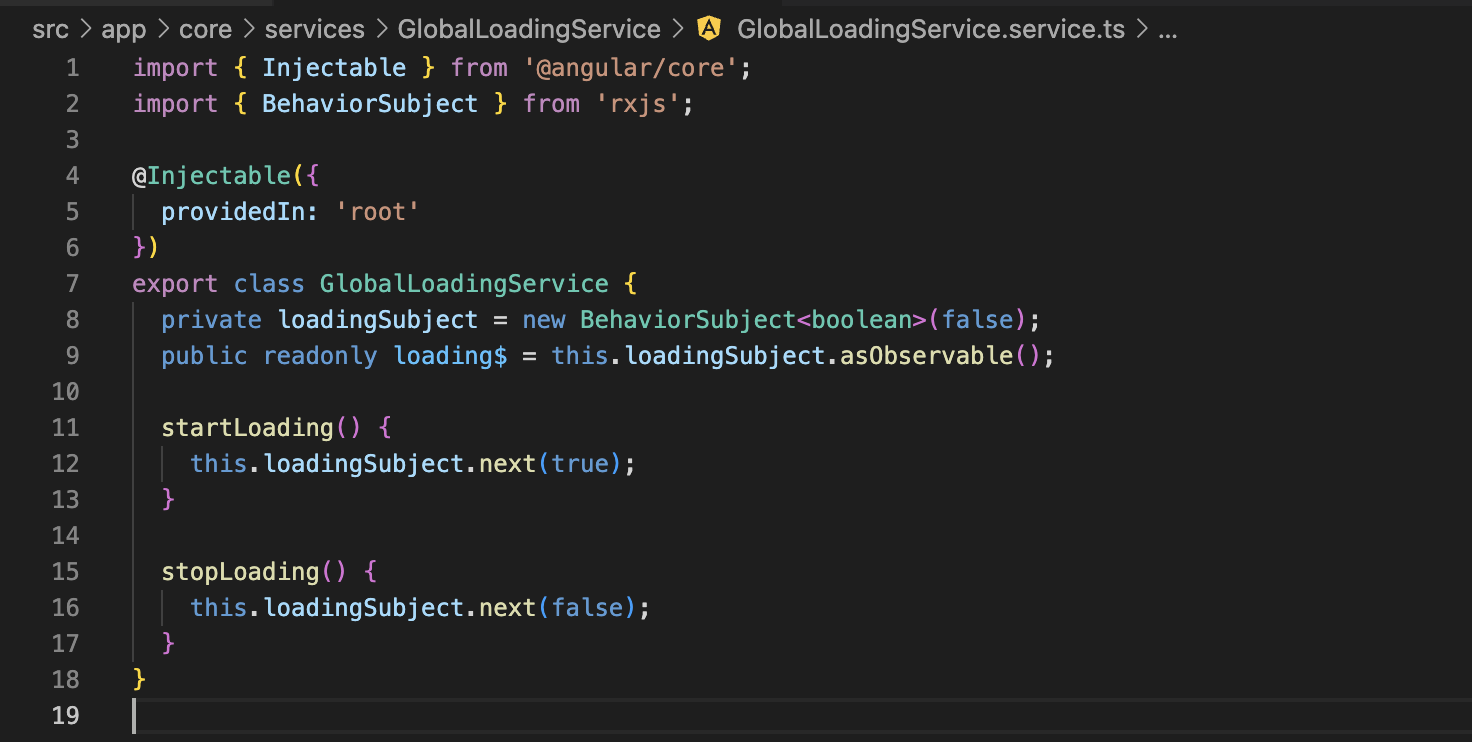 src > app > core > services > GlobalLoadingService > GlobalLoadingService.service.ts > ...
1 import { Injectable } from '@angular/core';
2 import { BehaviorSubject } from 'rxjs';
3
4 @Injectable({
5   providedIn: 'root'
6 })
7 export class GlobalLoadingService {
8   private loadingSubject = new BehaviorSubject<boolean>(false);
9   public readonly loading$ = this.loadingSubject.asObservable();
10
11   startLoading() {
12     this.loadingSubject.next(true);
13   }
14
15   stopLoading() {
16     this.loadingSubject.next(false);
17   }
18 }
19